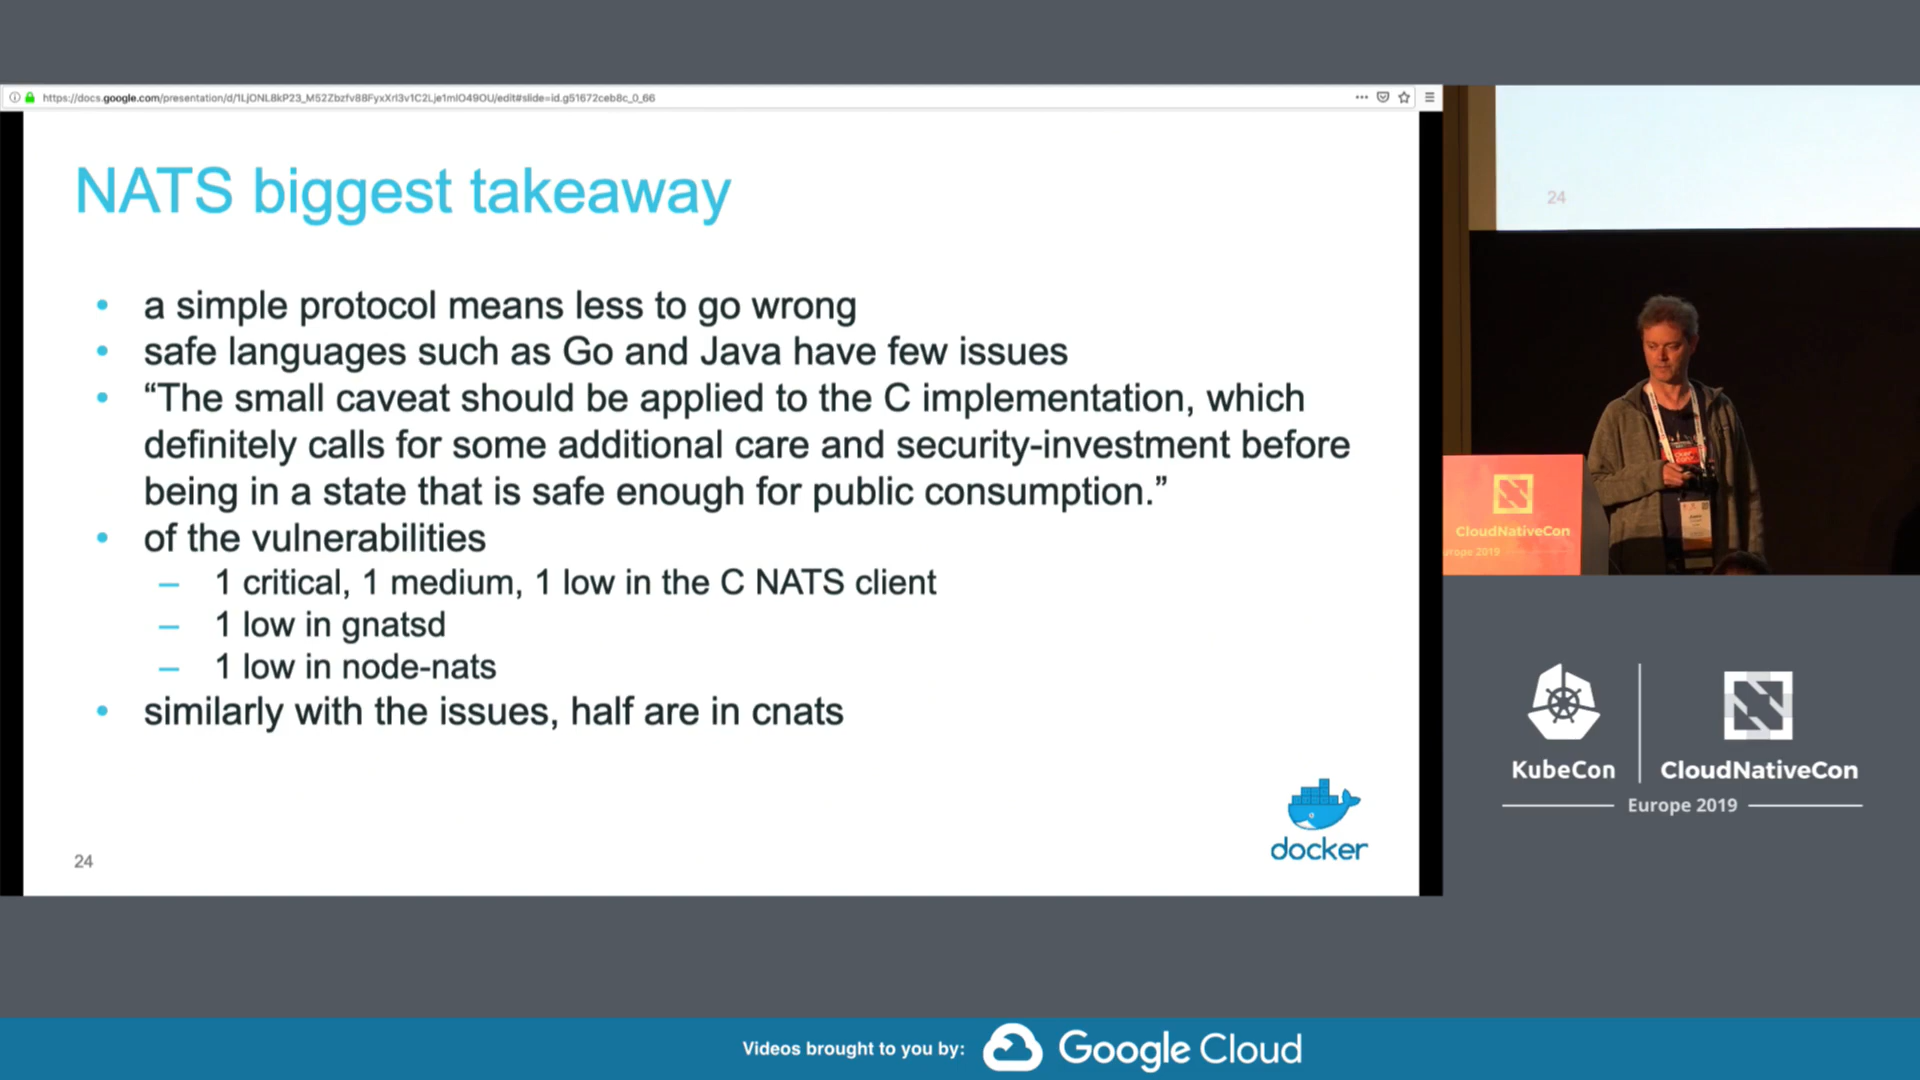 https://docs.google.com/presentation/d/1LjONL8kP23_M52Zbzfv88FyxXrl3v1C2Lje1mlO49OU/edit#slide=id.g51672ceb8c_0_66
NATS biggest takeaway
• a simple protocol means less to go wrong
• safe languages such as Go and Java have few issues
• “The small caveat should be applied to the C implementation, which
definitely calls for some additional care and security-investment before
being in a state that is safe enough for public consumption.”
• of the vulnerabilities
– 1 critical, 1 medium, 1 low in the C NATS client
– 1 low in gnatsd
– 1 low in node-nats
• similarly with the issues, half are in cnats
docker
24
24
CloudNativeCon
urope 2019
KubeCon
CloudNativeCon
Europe 2019
Videos brought to you by:
Google Cloud